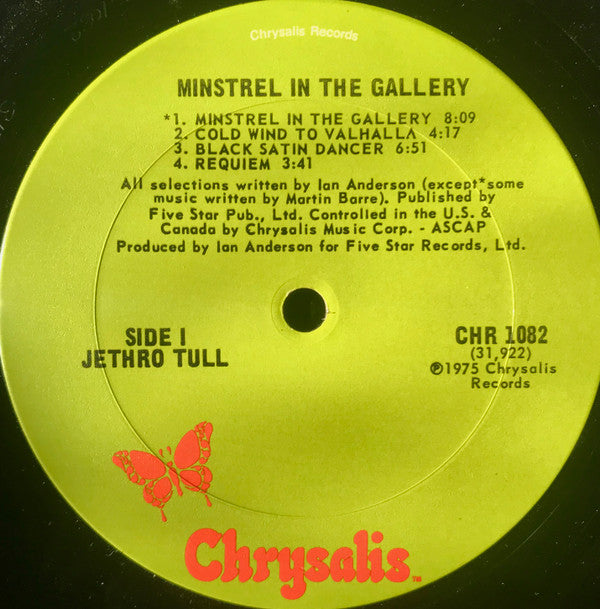 Chrysalis Records
MINSTREL IN THE GALLERY
*1. MINSTREL IN THE GALLERY 8:09
2. COLD WIND TO VALHALLA 4:17
3. BLACK SATIN DANCER 6:51
4. REQUIEM 3:41
All selections written by Ian Anderson (except*some
music written by Martin Barre). Published by
Five Star Pub., Ltd. Controlled in the U.S. &
Canada by Chrysalis Music Corp. - ASCAP
Produced by Ian Anderson for Five Star Records, Ltd.
SIDE I
JETHRO TULL
CHR 1082
(31,922)
℗1975 Chrysalis
Records
Chrysalis™